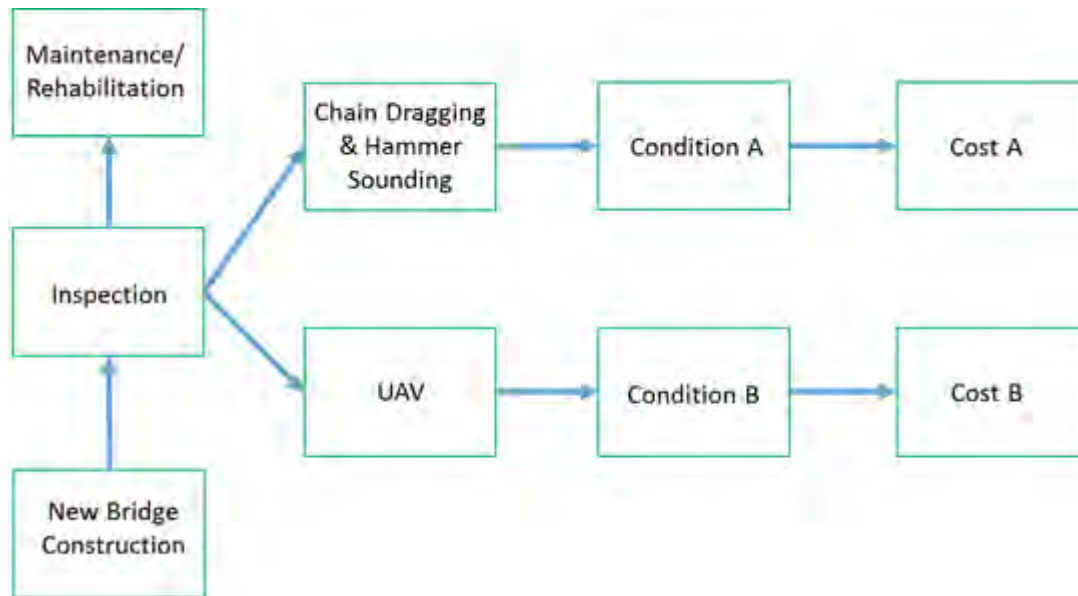 Maintenance/
Rehabilitation
Chain Dragging
& Hammer
Sounding
Condition A
Cost A
Inspection
UAV
Condition B
Cost B
New Bridge
Construction